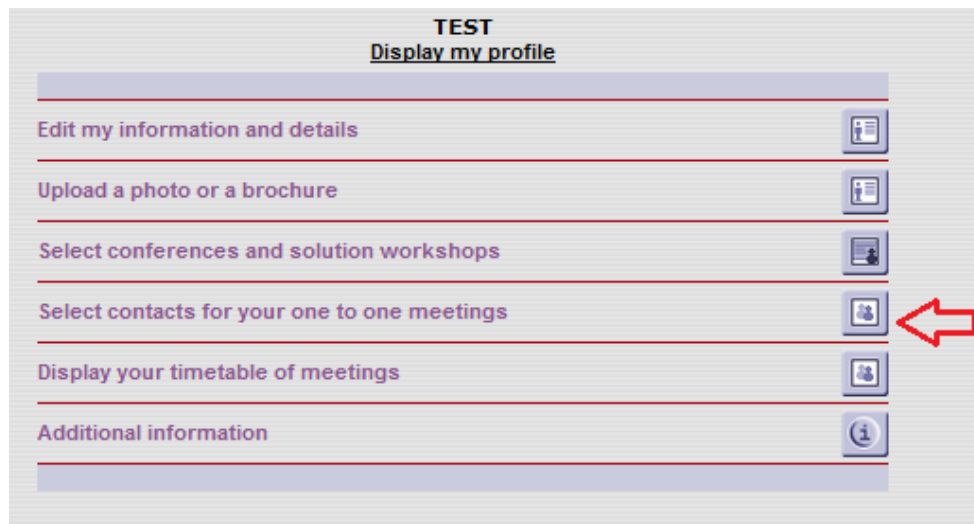 TEST
Display my profile
Edit my information and details
Upload a photo or a brochure
Select conferences and solution workshops
Select contacts for your one to one meetings
Display your timetable of meetings
Additional information